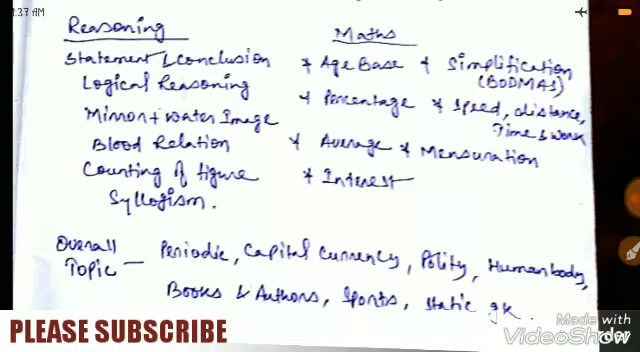 :37 AM
Reasoning
Statement & Conclusion
Logical Reasoning
Mirror + water Image
Blood Relation
Counting of figure
Syllogism.
Maths
* Age Base * Simplification
(BODMAS)
* Percentage * Speed, distance,
Time & work
* Average * Mensuration
* Interest
Overall
Topic — Periodic, Capital Currency, Polity, Human body,
Books & Authors, Sports, Static gk.
PLEASE SUBSCRIBE
Made with
VideoShow